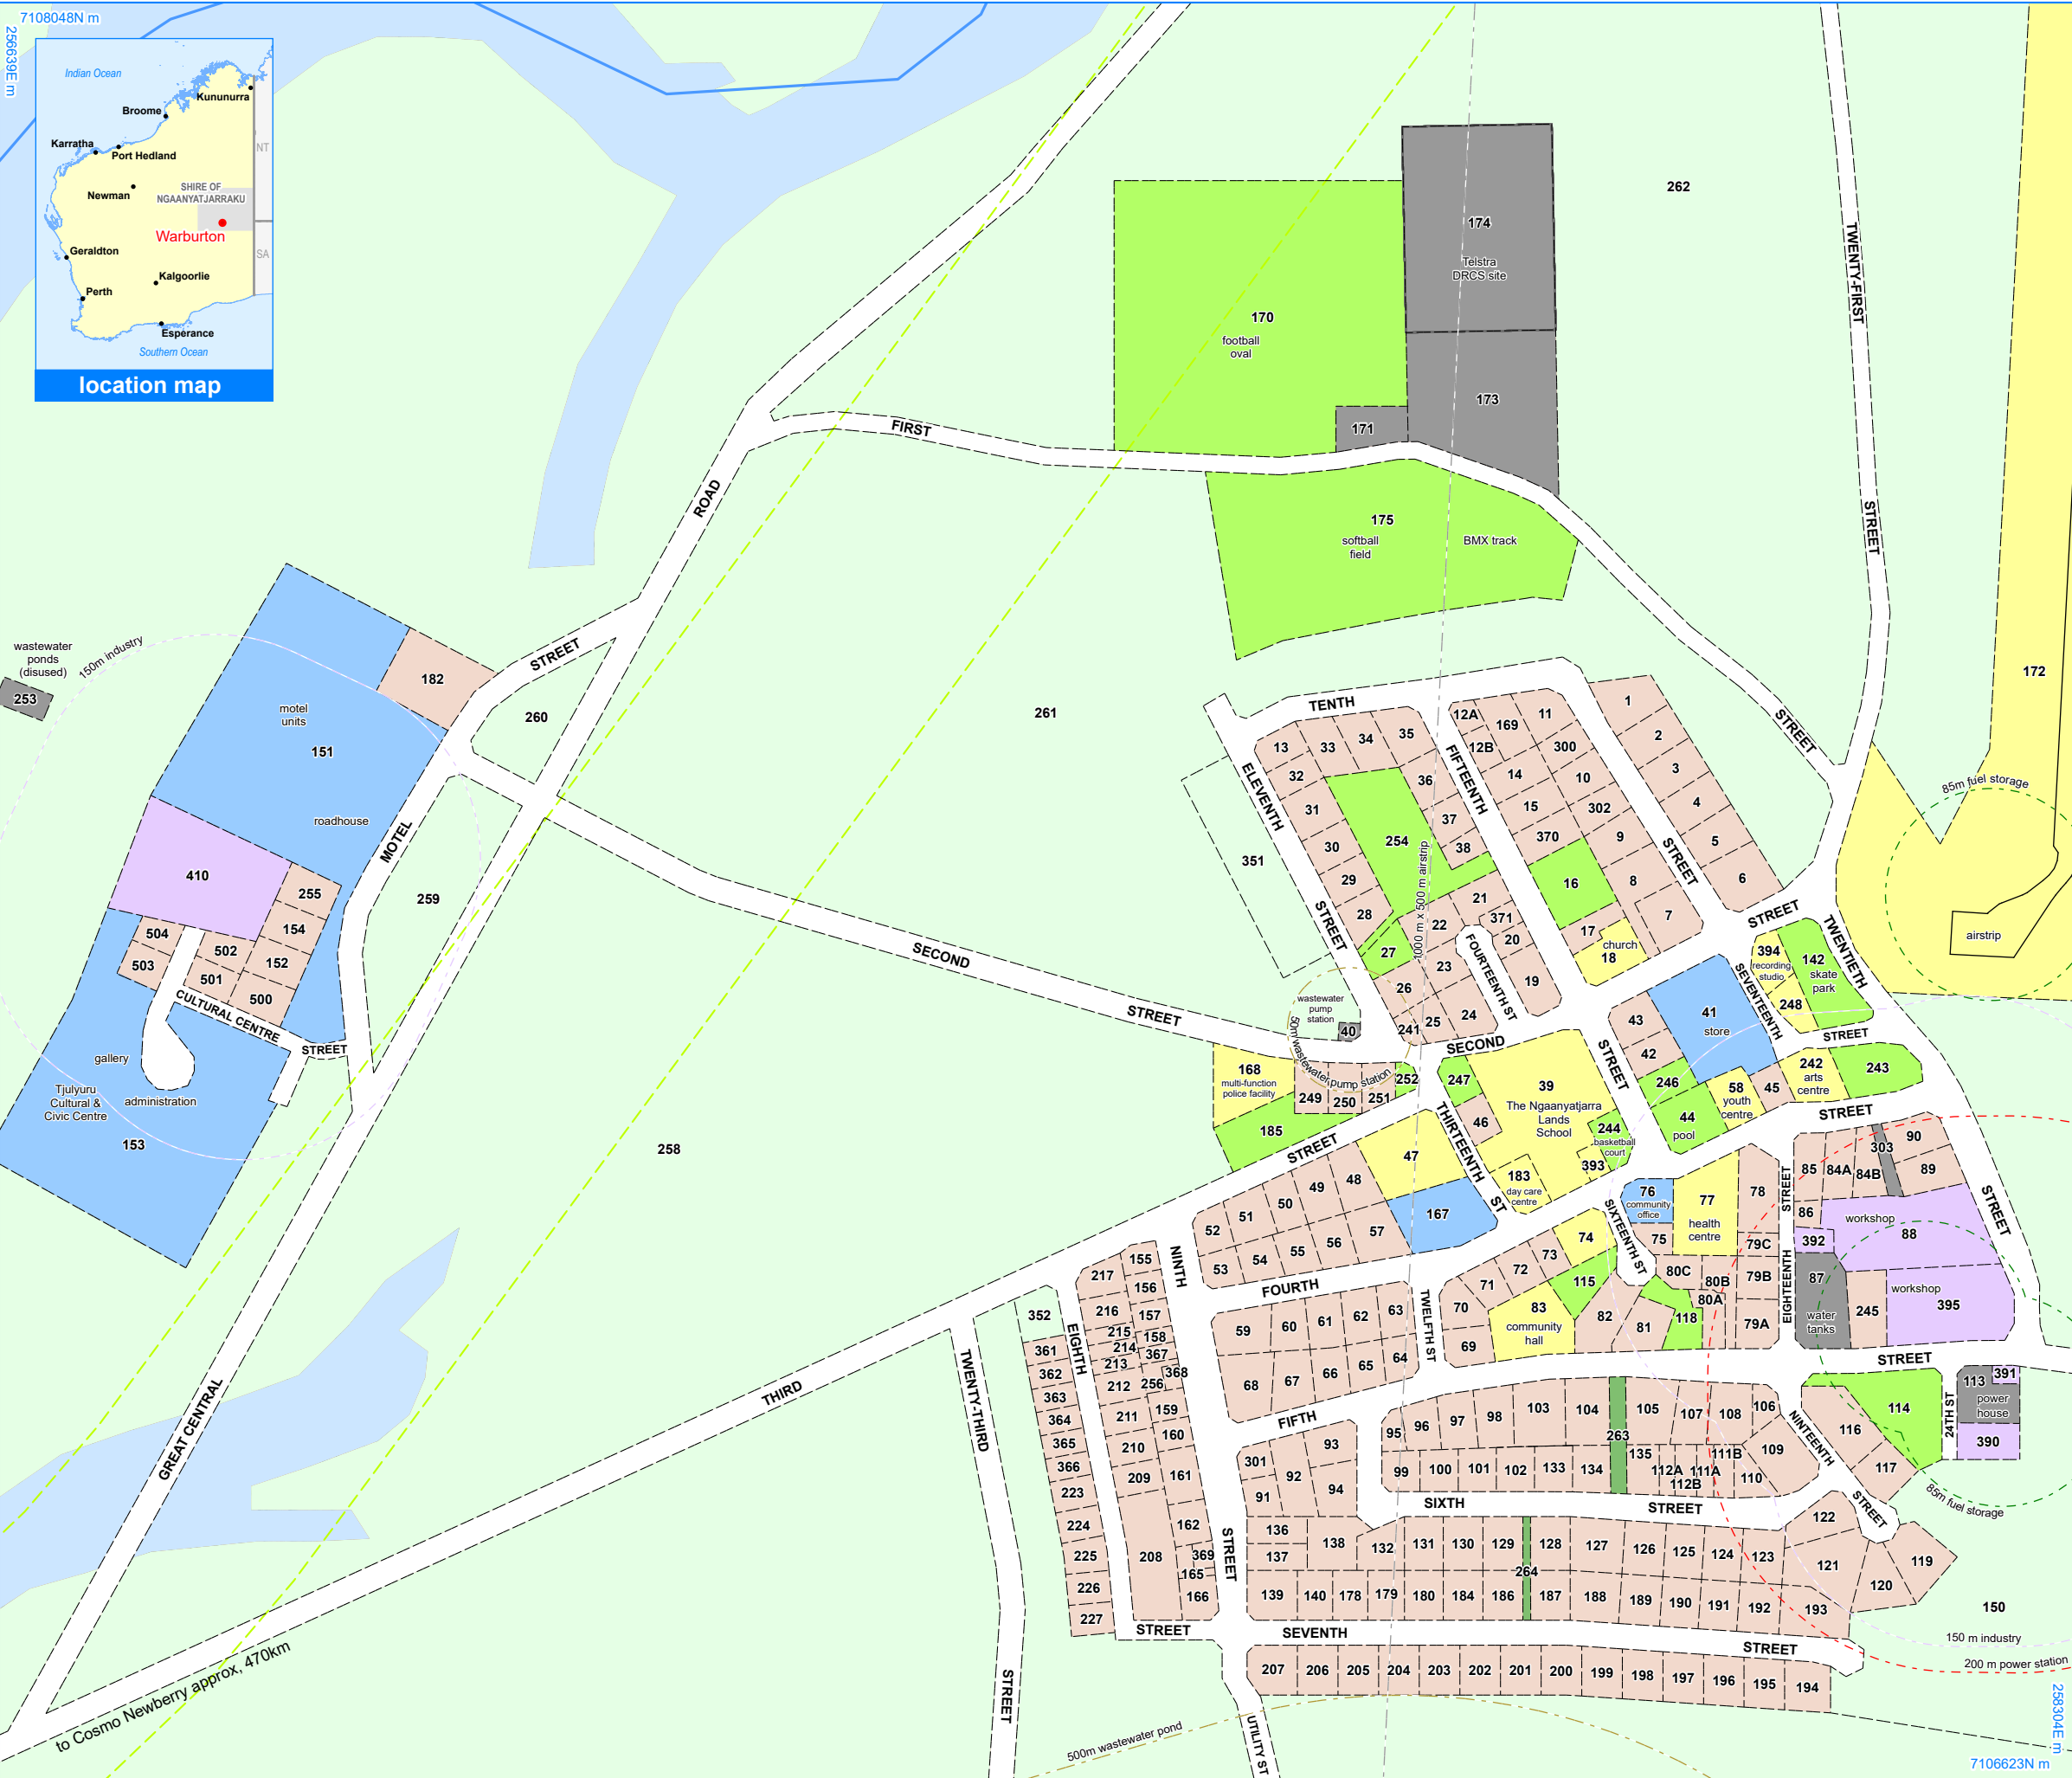 7108048N m
256639E m
Indian Ocean
Kununurra
Broome
Karratha
Port Hedland
NT
Newman
SHIRE OF
NGAANYATJARRAKU
Warburton
SA
Geraldton
Kalgoorlie
Perth
Esperance
Southern Ocean
location map
262
174
Telstra
DRCS site
170
football
oval
173
171
FIRST
STREET
TWENTY-FIRST
STREET
ROAD
175
softball
field
BMX track
172
wastewater
ponds
(disused)
253
150m industry
STREET
182
260
261
motel
units
151
roadhouse
MOTEL
410
255
154
152
500
504
503
502
501
259
CULTURAL CENTRE
STREET
gallery
Tjulyuru
Cultural &
Civic Centre
administration
153
SECOND
STREET
258
TENTH
STREET
ELEVENTH
STREET
FIFTEENTH
STREET
13
33
34
35
32
31
30
29
28
27
254
36
37
38
12A
12B
169
11
300
14
10
15
302
370
9
16
8
7
17
church
18
1
2
3
4
5
6
351
21
22
371
20
23
19
26
25
24
241
FOURTEENTH ST
1000 m x 500 m airstrip
85m fuel storage
airstrip
STREET
TWENTIETH
STREET
394
recording
studio
142
skate
park
248
SEVENTEENTH
STREET
41
store
43
42
246
44
pool
58
youth
centre
45
242
arts
centre
243
STREET
wastewater
pump
station
40
50m wastewater pump station
168
multi-function
police facility
249
250
251
252
185
SECOND
247
46
39
The Ngaanyatjarra
Lands
School
244
basketball
court
393
183
day care
centre
THIRTEENTH
ST
STREET
47
48
49
50
51
52
53
54
55
56
57
167
76
community
office
77
health
centre
75
78
79C
79B
79A
80C
80B
80A
SIXTEENTH ST
74
73
72
71
70
69
115
83
community
hall
82
81
118
EIGHTEENTH
STREET
85
84A
84B
303
90
89
86
392
workshop
88
87
water
tanks
245
workshop
395
FOURTH
NINTH
STREET
TWELFTH ST
59
60
61
62
63
64
65
66
67
68
FIFTH
STREET
155
156
157
158
367
368
256
159
160
161
162
369
165
166
217
216
215
214
213
212
211
210
209
208
EIGHTH
STREET
352
361
362
363
364
365
366
223
224
225
226
227
THIRD
TWENTY-THIRD
STREET
GREAT CENTRAL
to Cosmo Newberry approx, 470km
301
91
92
93
94
95
96
97
98
99
100
101
102
133
134
103
104
263
105
135
107
108
106
109
110
111A
111B
112A
112B
SIXTH
STREET
NINTEENTH
STREET
114
24TH ST
113
391
power
house
390
116
117
85m fuel storage
136
137
138
132
131
130
129
264
128
127
126
125
124
123
122
121
120
119
139
140
178
179
180
184
186
187
188
189
190
191
192
193
SEVENTH
STREET
207
206
205
204
203
202
201
200
199
198
197
196
195
194
UTILITY ST
500m wastewater pond
150
150 m industry
200 m power station
258304E m
7106623N m